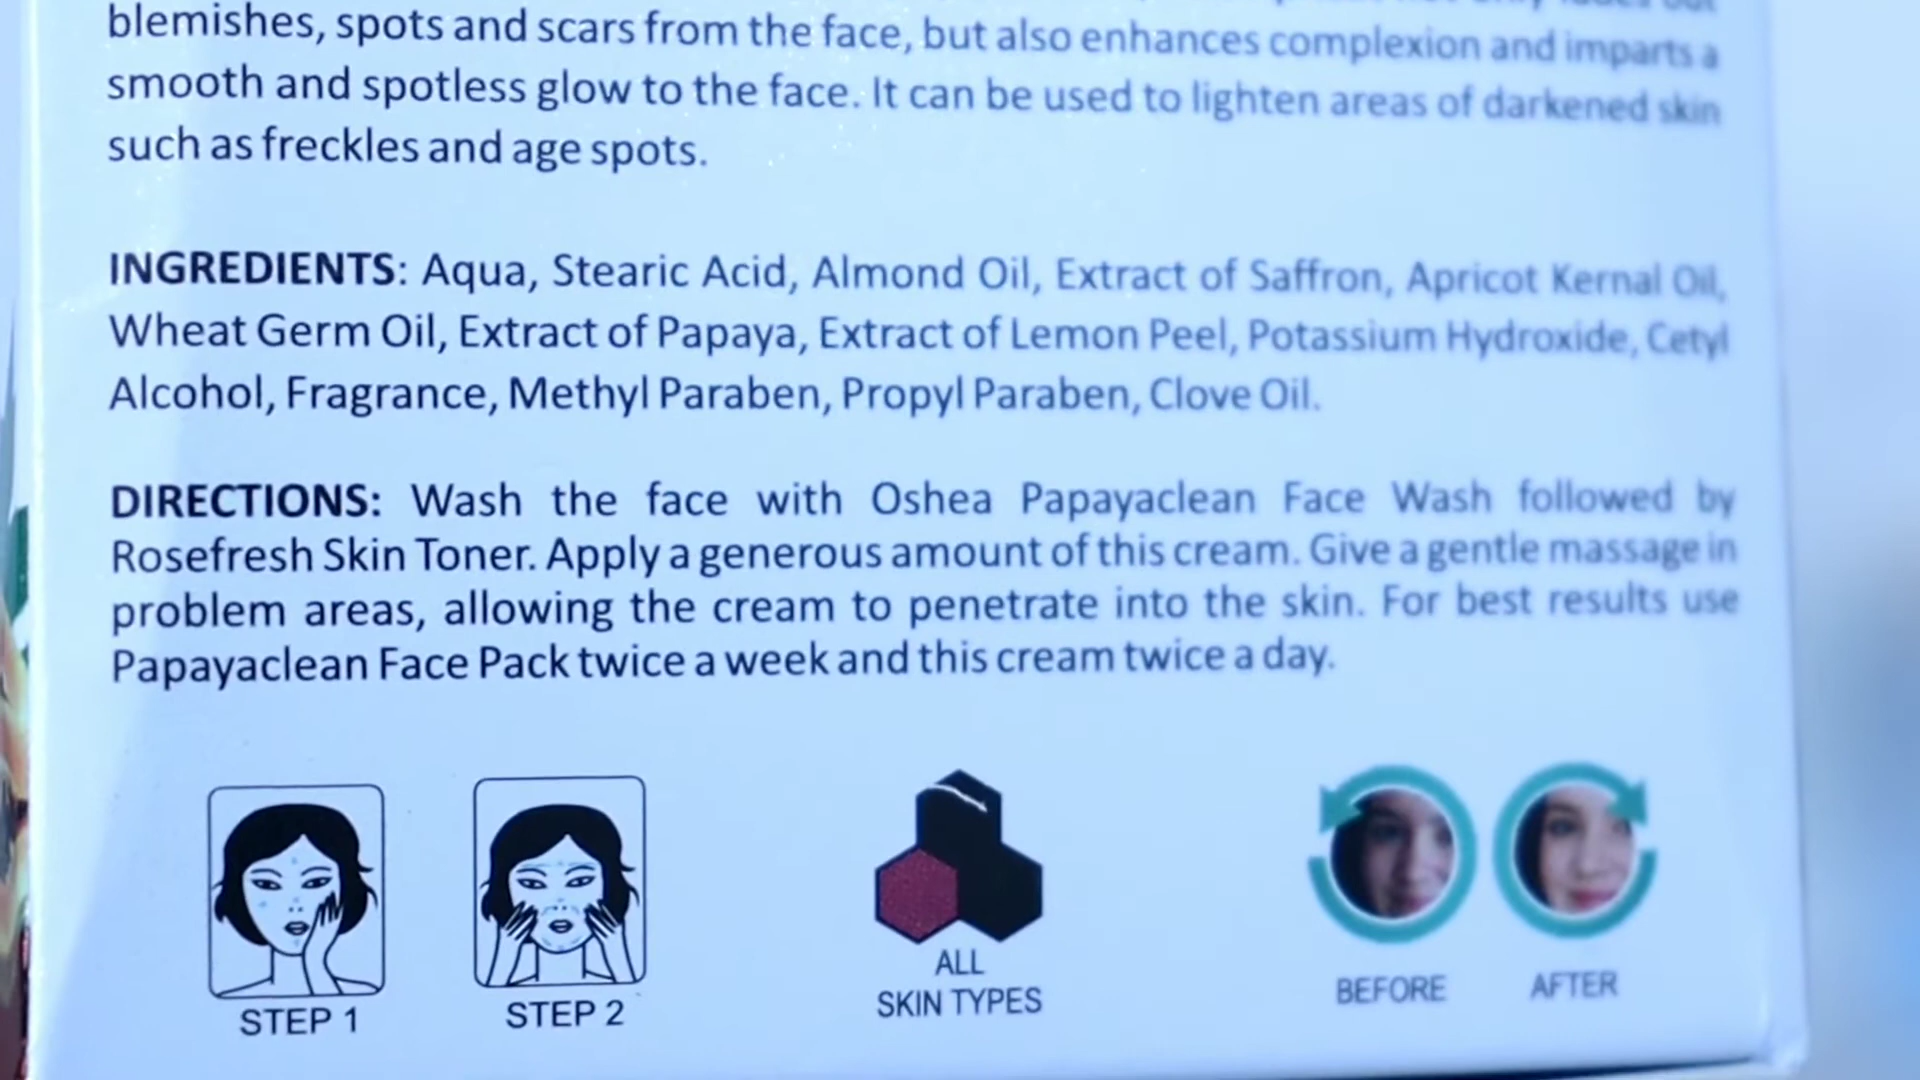 blemishes, spots and scars from the face, but also enhances complexion and imparts a
smooth and spotless glow to the face. It can be used to lighten areas of darkened skin
such as freckles and age spots.
INGREDIENTS: Aqua, Stearic Acid, Almond Oil, Extract of Saffron, Apricot Kernal Oil,
Wheat Germ Oil, Extract of Papaya, Extract of Lemon Peel, Potassium Hydroxide, Cetyl
Alcohol, Fragrance, Methyl Paraben, Propyl Paraben, Clove Oil.
DIRECTIONS: Wash the face with Oshea Papayaclean Face Wash followed by
Rosefresh Skin Toner. Apply a generous amount of this cream. Give a gentle massage in
problem areas, allowing the cream to penetrate into the skin. For best results use
Papayaclean Face Pack twice a week and this cream twice a day.
STEP 1
STEP 2
ALL
SKIN TYPES
BEFORE
AFTER